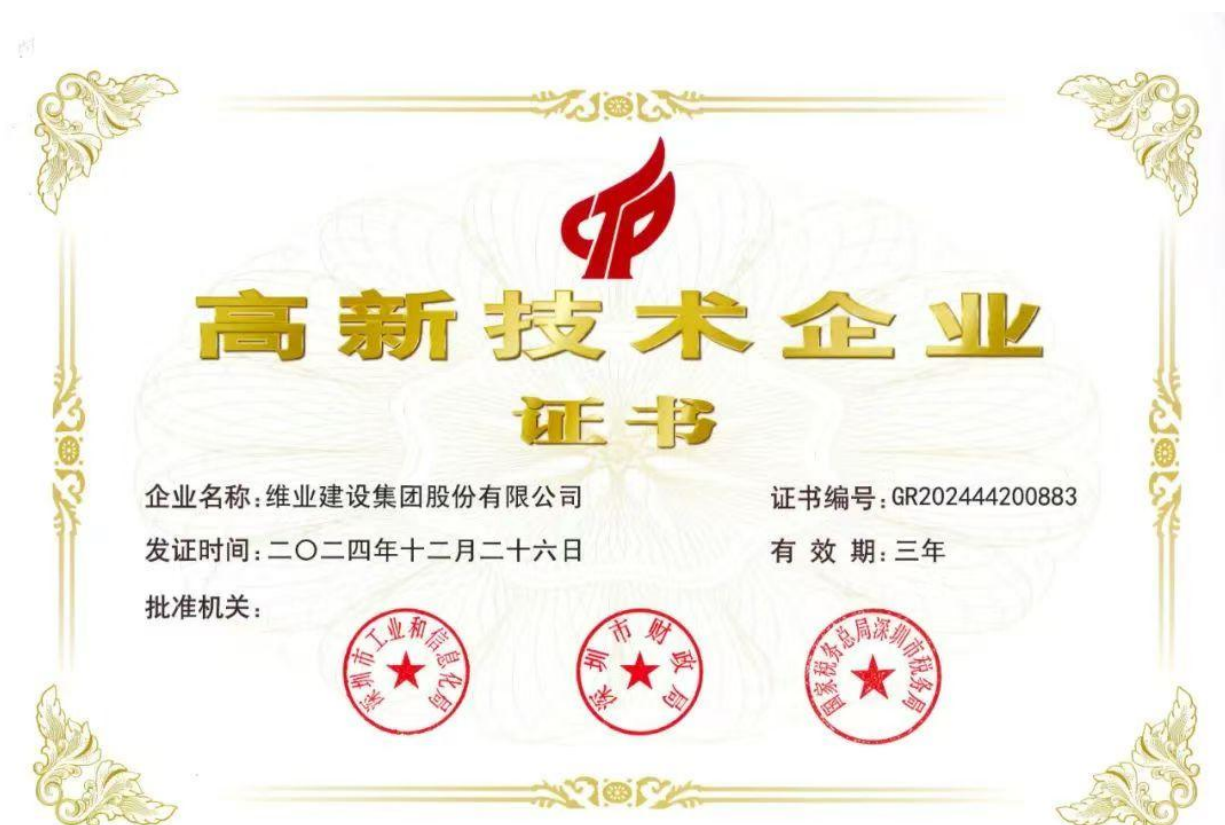 高新技术企业
证书
企业名称:维业建设集团股份有限公司
证书编号:GR202444200883
发证时间:二〇二四年十二月二十六日
有效期:三年
批准机关:
深圳市工业和信息化局
深圳市财政局
国家税务总局深圳市税务局